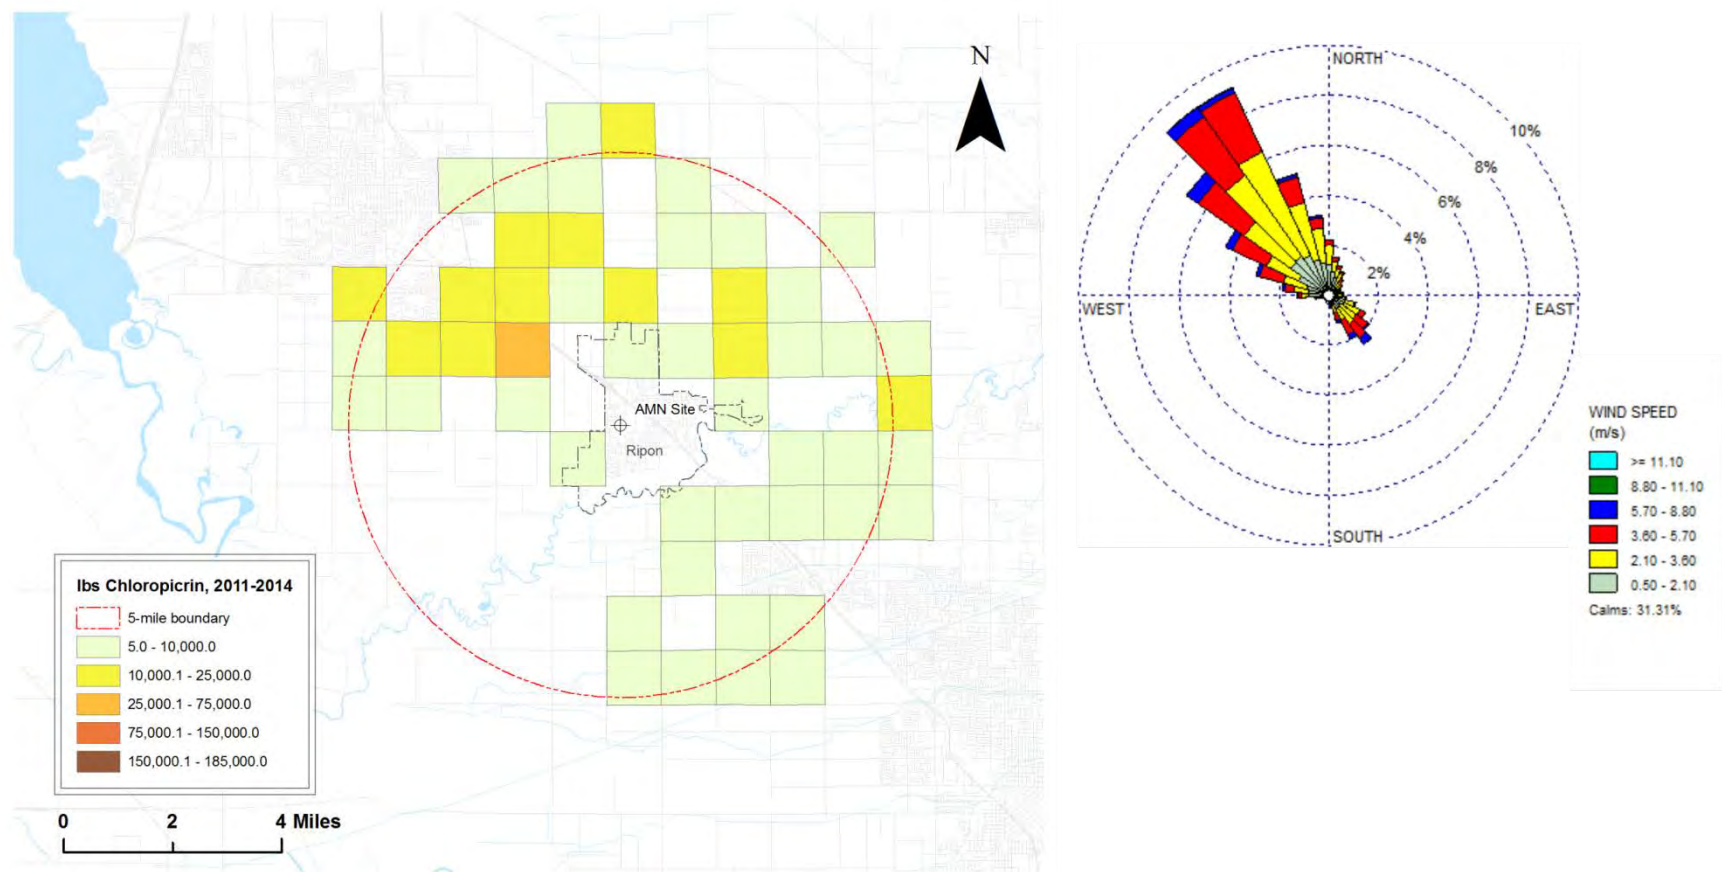 N
AMN Site
Ripon
lbs Chloropicrin, 2011-2014
5-mile boundary
5.0 - 10,000.0
10,000.1 - 25,000.0
25,000.1 - 75,000.0
75,000.1 - 150,000.0
150,000.1 - 185,000.0
0 2 4 Miles
NORTH
10%
8%
6%
4%
2%
WEST
EAST
SOUTH
WIND SPEED
(m/s)
>= 11.10
8.80 - 11.10
5.70 - 8.80
3.60 - 5.70
2.10 - 3.60
0.50 - 2.10
Calms: 31.31%